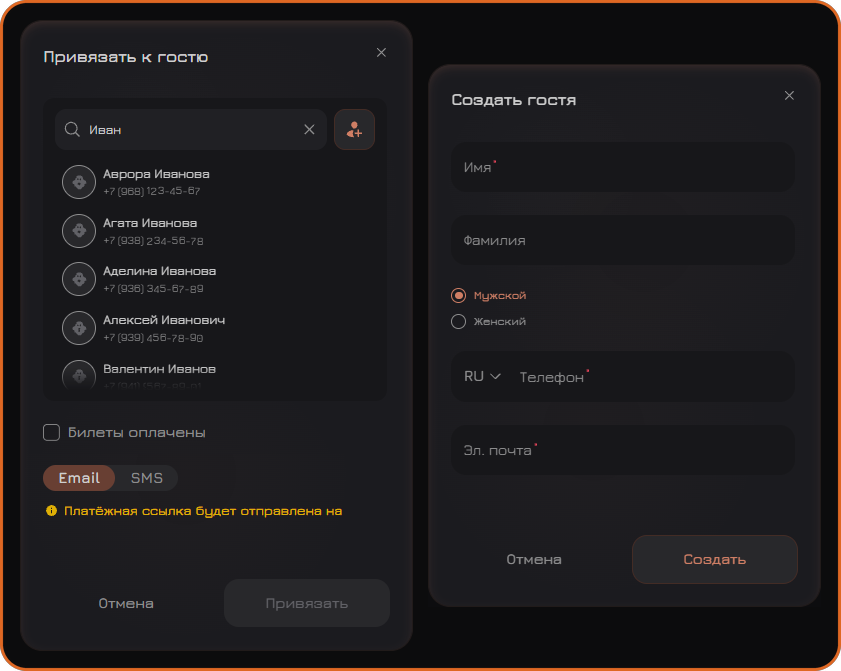 Привязать к гостю
Иван
Аврора Иванова
+7 (968) 123-45-67
Агата Иванова
+7 (938) 234-56-78
Аделина Иванова
+7 (936) 345-67-89
Алексей Иванович
+7 (939) 456-78-90
Валентин Иванов
Билеты оплачены
Email SMS
Платёжная ссылка будет отправлена на
Отмена Привязать
Создать гостя
Имя*
Фамилия
Мужской
Женский
RU Телефон*
Эл. почта*
Отмена Создать